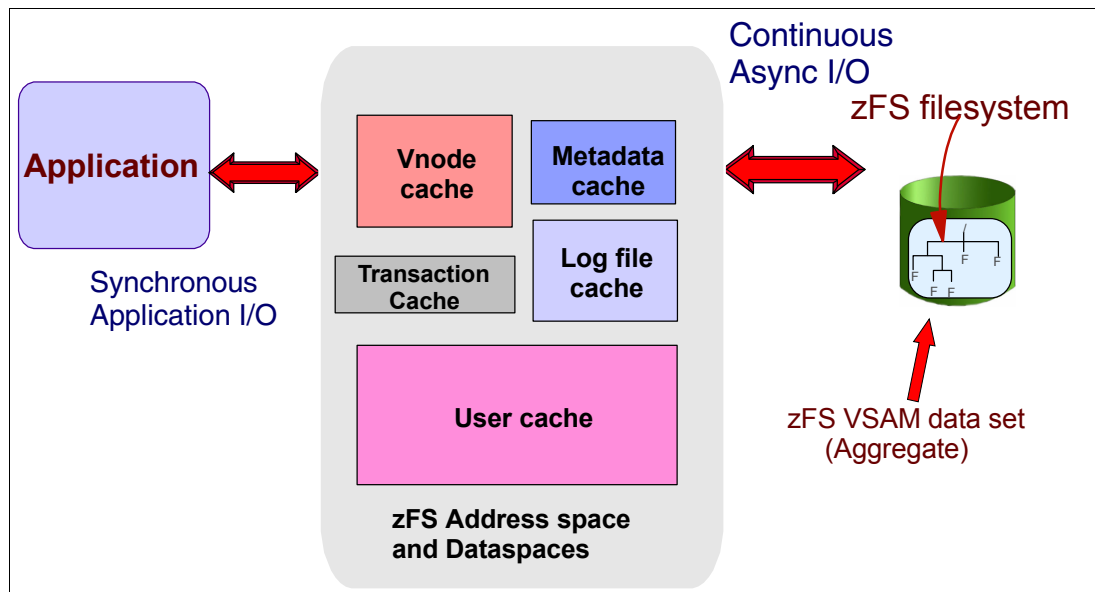 Application
Synchronous
Application I/O
Vnode
cache
Metadata
cache
Transaction
Cache
Log file
cache
User cache
zFS Address space
and Dataspaces
Continuous
Async I/O
zFS filesystem
/
F
F
F
F
F
zFS VSAM data set
(Aggregate)